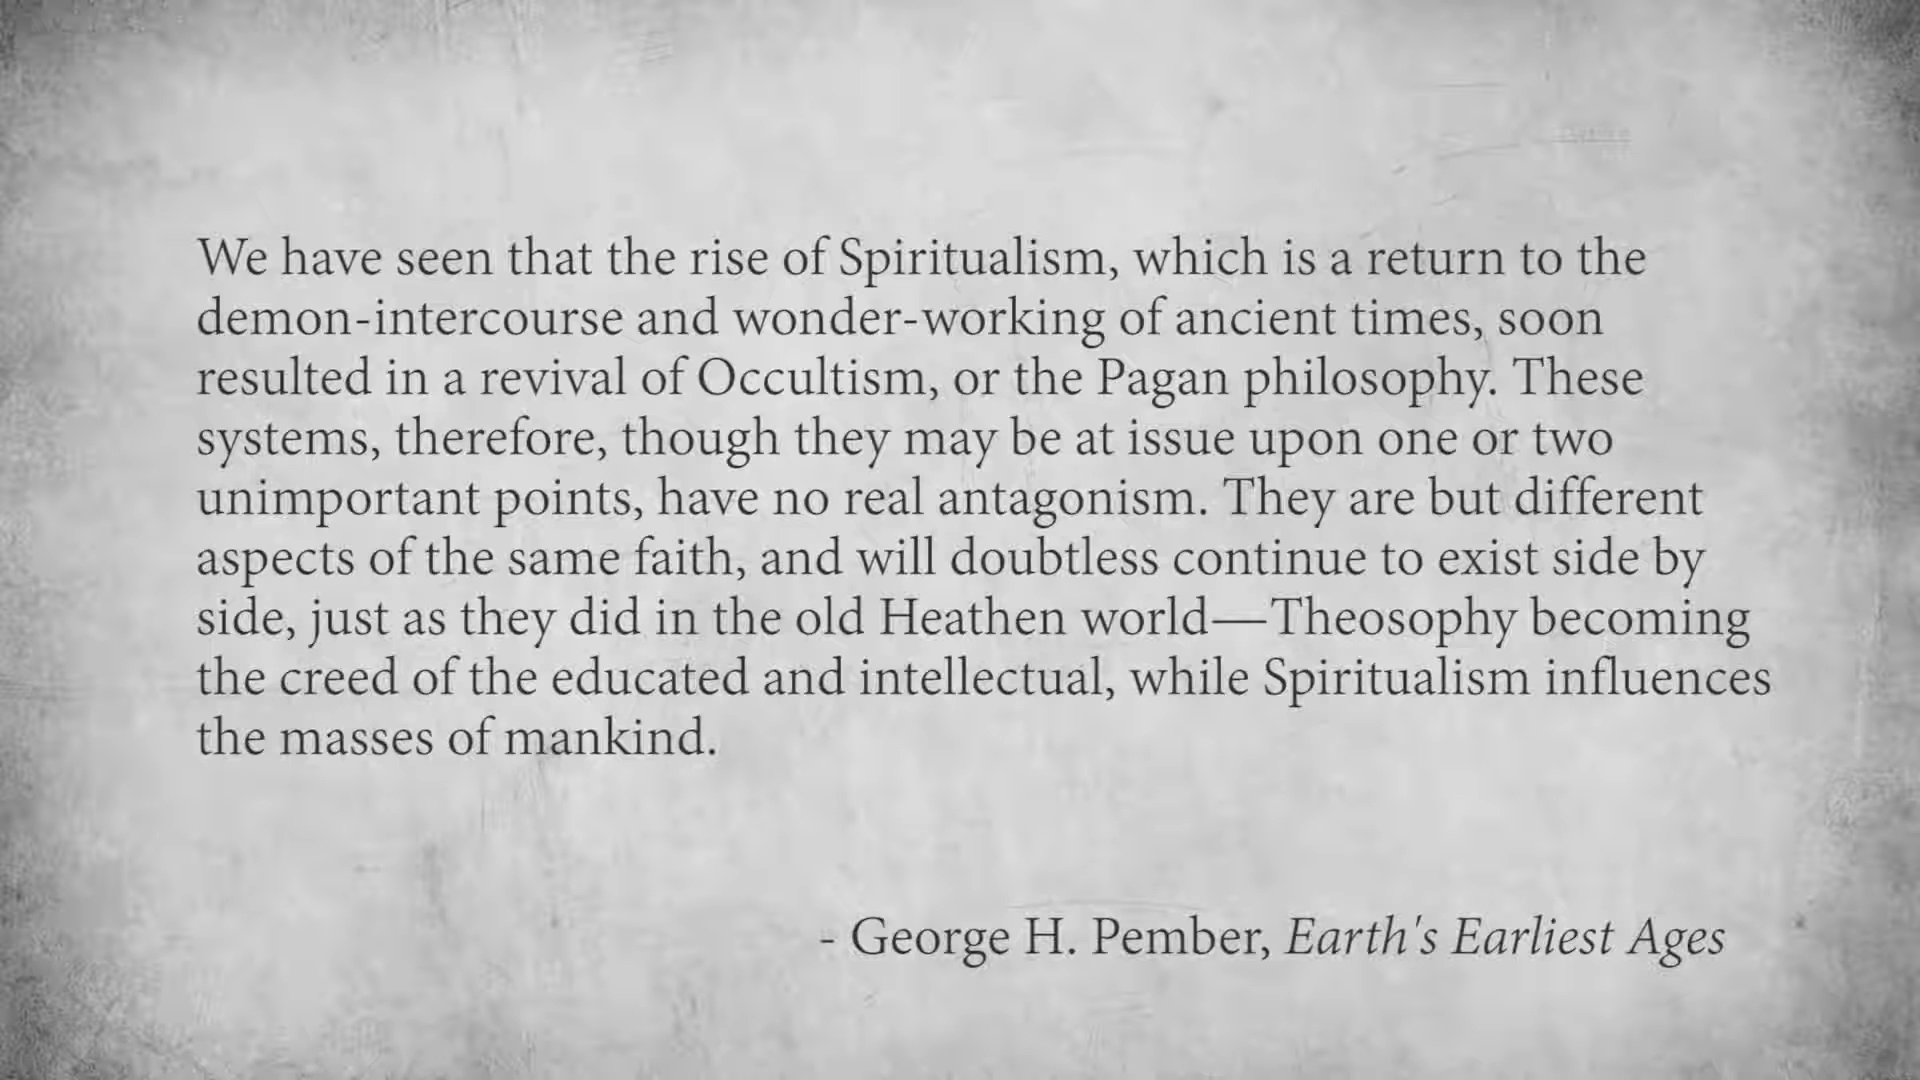 We have seen that the rise of Spiritualism, which is a return to the
demon-intercourse and wonder-working of ancient times, soon
resulted in a revival of Occultism, or the Pagan philosophy. These
systems, therefore, though they may be at issue upon one or two
unimportant points, have no real antagonism. They are but different
aspects of the same faith, and will doubtless continue to exist side by
side, just as they did in the old Heathen world—Theosophy becoming
the creed of the educated and intellectual, while Spiritualism influences
the masses of mankind.
- George H. Pember, Earth's Earliest Ages